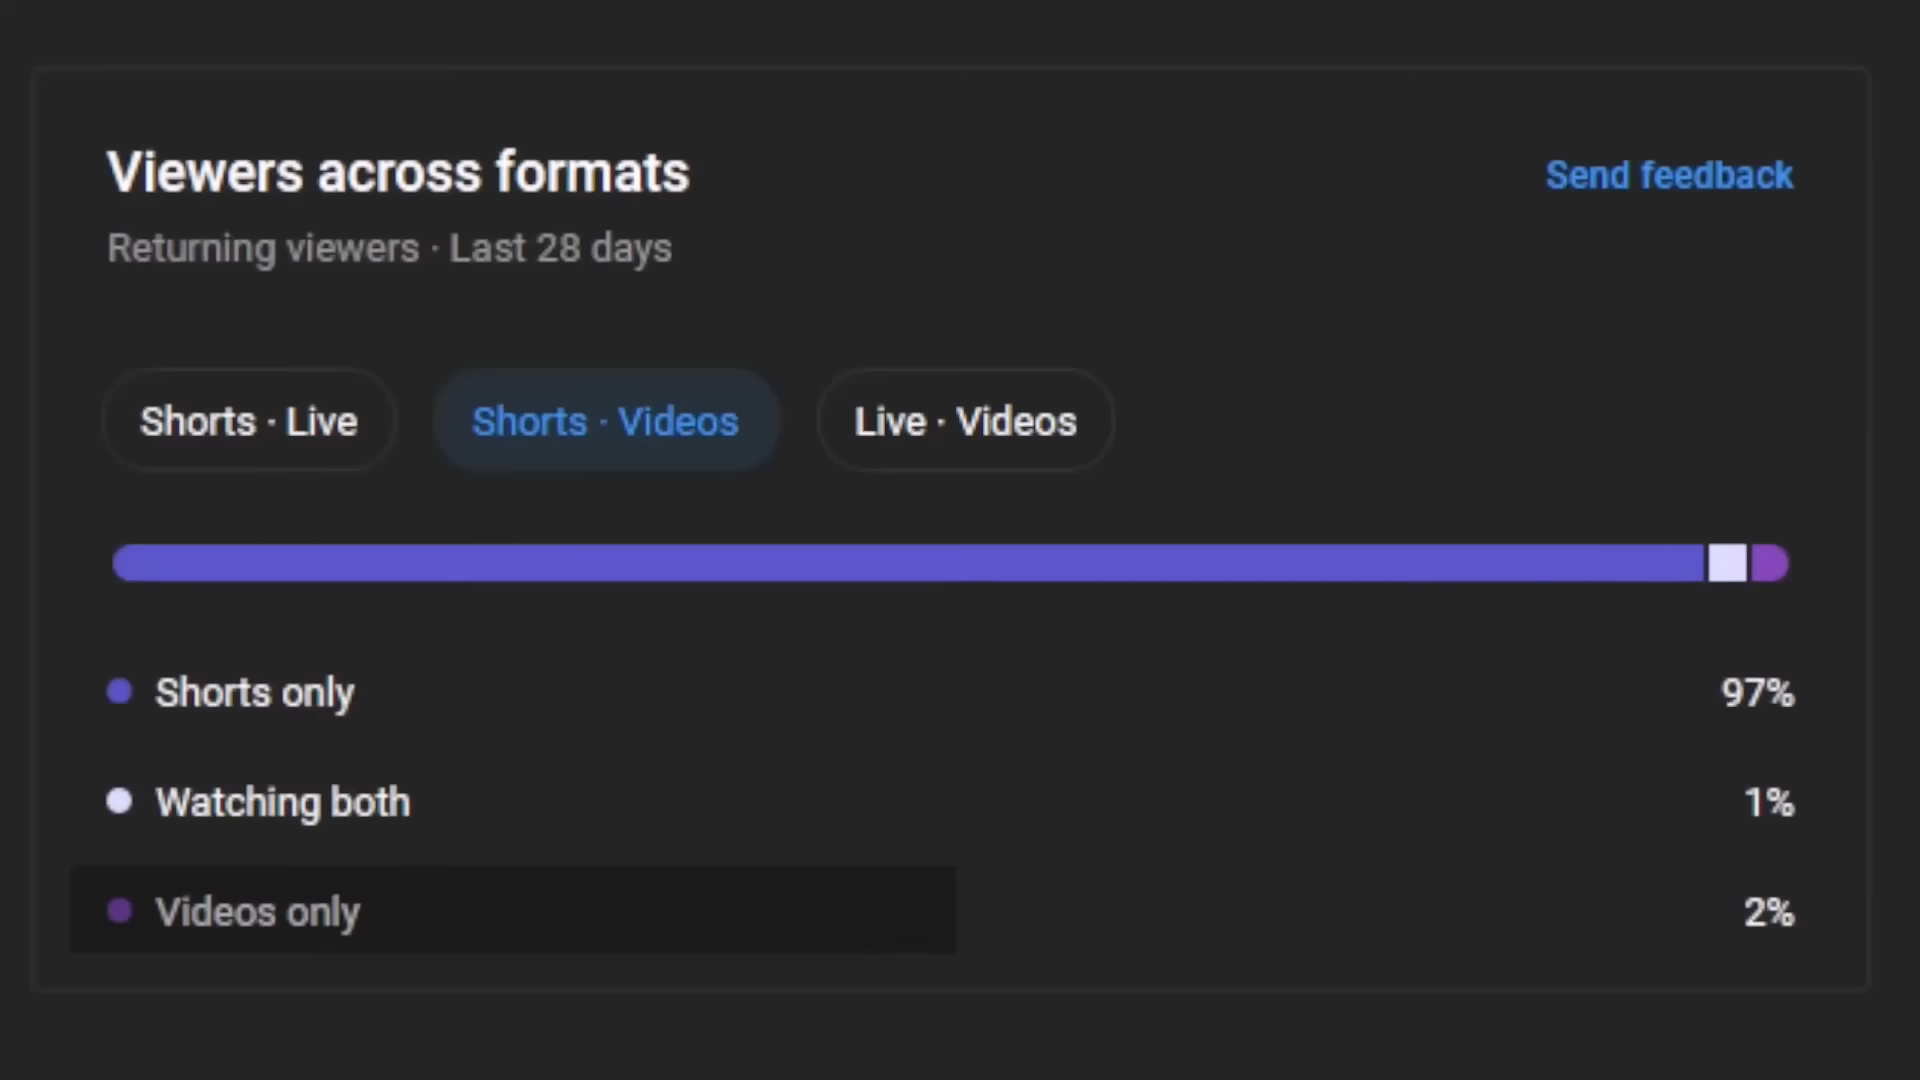 Viewers across formats
Send feedback
Returning viewers · Last 28 days
Shorts · Live
Shorts · Videos
Live · Videos
Shorts only 97%
Watching both 1%
Videos only 2%